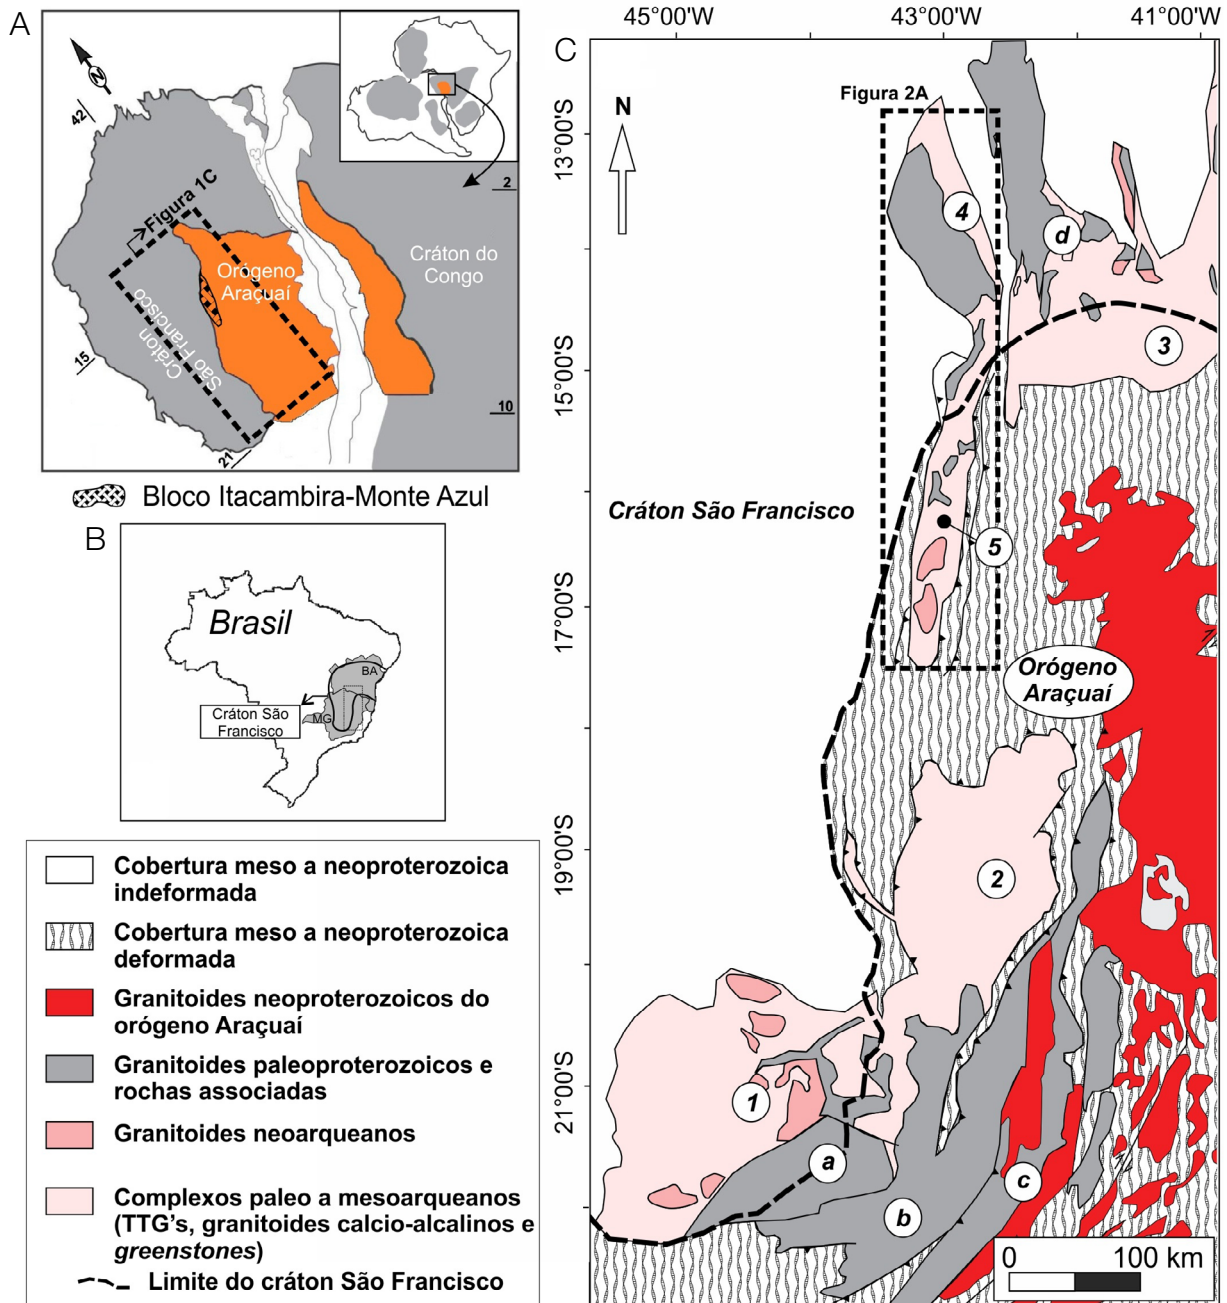 A
N
42
Figura 1C
2
Cráton do
Congo
Orógeno
Araçuaí
Cráton
São Francisco
15
10
21
Bloco Itacambira-Monte Azul
B
Brasil
BA
MG
Cráton São
Francisco
Cobertura meso a neoproterozoica
indeformada
Cobertura meso a neoproterozoica
deformada
Granitoides neoproterozoicos do
orógeno Araçuaí
Granitoides paleoproterozoicos e
rochas associadas
Granitoides neoarqueanos
Complexos paleo a mesoarqueanos
(TTG's, granitoides calcio-alcalinos e
greenstones)
Limite do cráton São Francisco
C
45°00'W
43°00'W
41°00'W
13°00'S
15°00'S
17°00'S
19°00'S
21°00'S
N
Figura 2A
4
d
3
Cráton São Francisco
5
Orógeno
Araçuaí
2
1
a
b
c
0
100 km